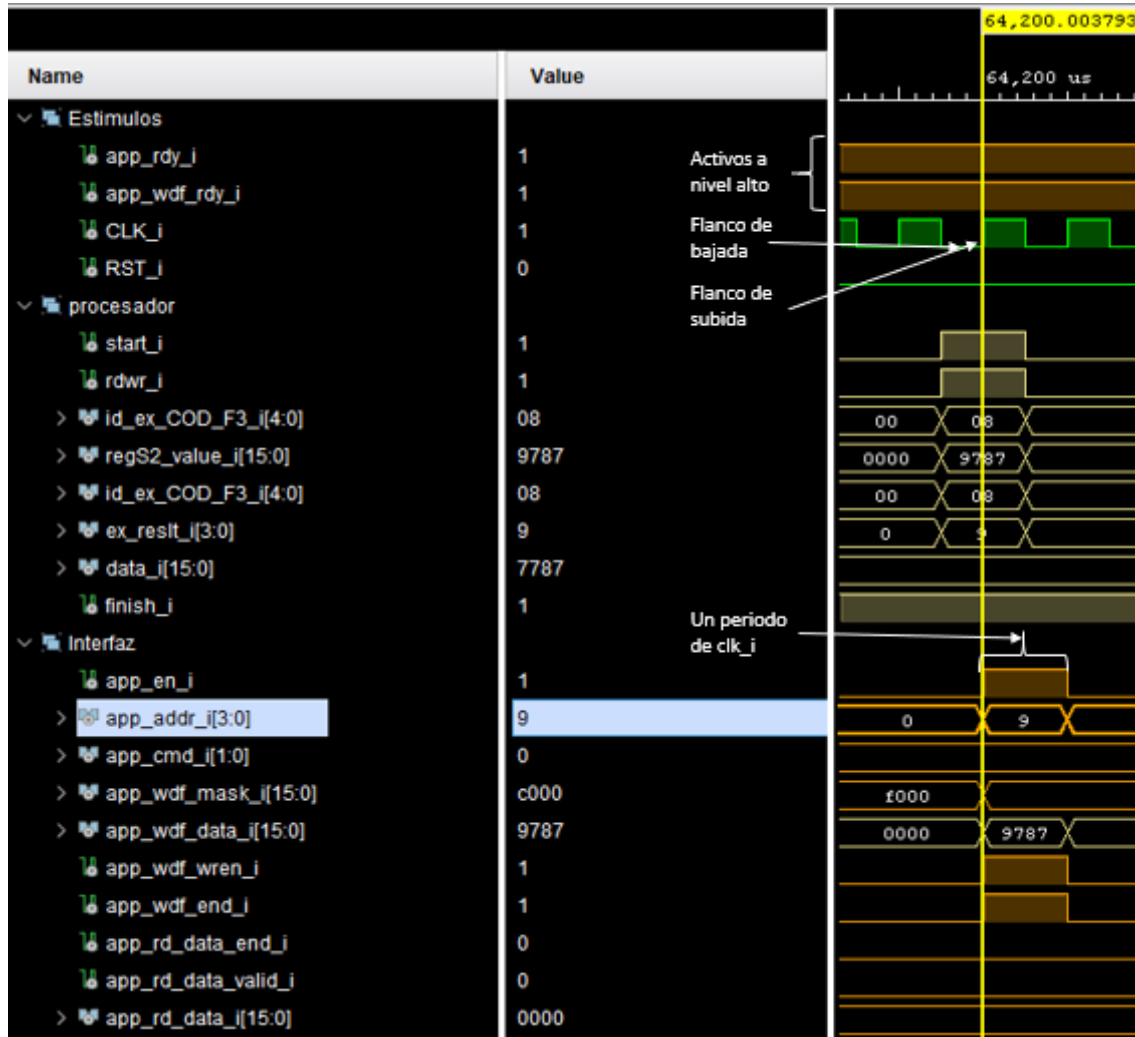 64,200.003793
Name Value
64,200 us
Estimulos
app_rdy_i 1
Activos a
nivel alto
app_wdf_rdy_i 1
CLK_i 1
Flanco de
bajada
RST_i 0
Flanco de
subida
procesador
start_i 1
rdwr_i 1
id_ex_COD_F3_i[4:0] 08 00 08
regS2_value_i[15:0] 9787 0000 9787
id_ex_COD_F3_i[4:0] 08 00 08
ex_reslt_i[3:0] 9 0 9
data_i[15:0] 7787
finish_i 1
Un periodo
de clk_i
Interfaz
app_en_i 1
app_addr_i[3:0] 9 0 9
app_cmd_i[1:0] 0
app_wdf_mask_i[15:0] c000 f000
app_wdf_data_i[15:0] 9787 0000 9787
app_wdf_wren_i 1
app_wdf_end_i 1
app_rd_data_end_i 0
app_rd_data_valid_i 0
app_rd_data_i[15:0] 0000